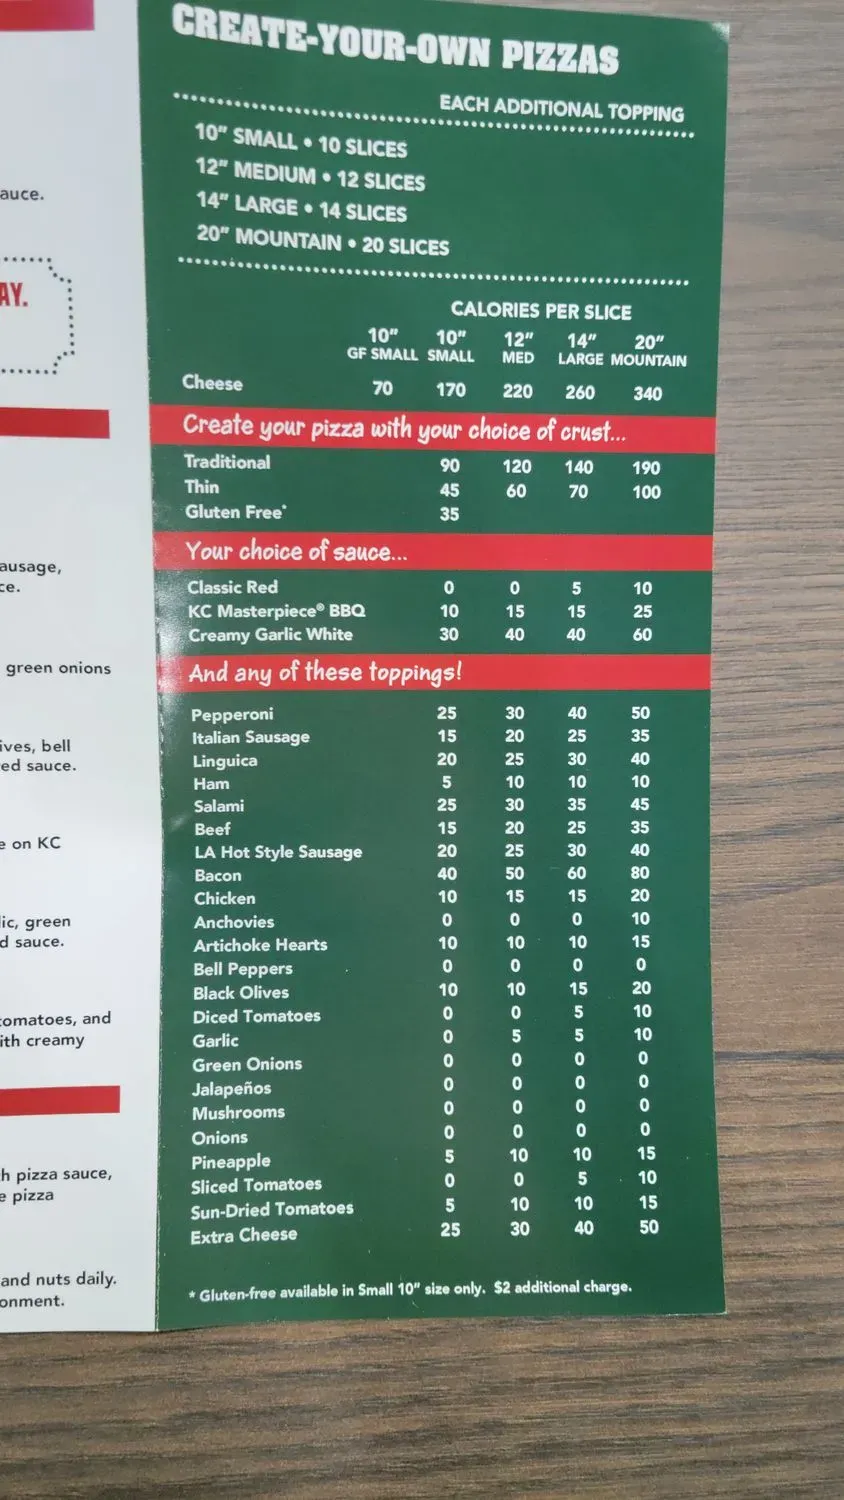 auce.
AY.
ausage,
ce.
green onions
ives, bell
ed sauce.
e on KC
lic, green
d sauce.
tomatoes, and
ith creamy
h pizza sauce,
e pizza
and nuts daily.
onment.
CREATE-YOUR-OWN PIZZAS
EACH ADDITIONAL TOPPING
10" SMALL • 10 SLICES
12" MEDIUM • 12 SLICES
14" LARGE • 14 SLICES
20" MOUNTAIN • 20 SLICES
CALORIES PER SLICE
10" 10" 12" 14" 20"
GF SMALL SMALL MED LARGE MOUNTAIN
Cheese 70 170 220 260 340
Create your pizza with your choice of crust...
Traditional 90 120 140 190
Thin 45 60 70 100
Gluten Free* 35
Your choice of sauce...
Classic Red 0 0 5 10
KC Masterpiece® BBQ 10 15 15 25
Creamy Garlic White 30 40 40 60
And any of these toppings!
Pepperoni 25 30 40 50
Italian Sausage 15 20 25 35
Linguica 20 25 30 40
Ham 5 10 10 10
Salami 25 30 35 45
Beef 15 20 25 35
LA Hot Style Sausage 20 25 30 40
Bacon 40 50 60 80
Chicken 10 15 15 20
Anchovies 0 0 0 10
Artichoke Hearts 10 10 10 15
Bell Peppers 0 0 0 0
Black Olives 10 10 15 20
Diced Tomatoes 0 0 5 10
Garlic 0 5 5 10
Green Onions 0 0 0 0
Jalapeños 0 0 0 0
Mushrooms 0 0 0 0
Onions 0 0 0 0
Pineapple 5 10 10 15
Sliced Tomatoes 0 0 5 10
Sun-Dried Tomatoes 5 10 10 15
Extra Cheese 25 30 40 50
* Gluten-free available in Small 10" size only. $2 additional charge.